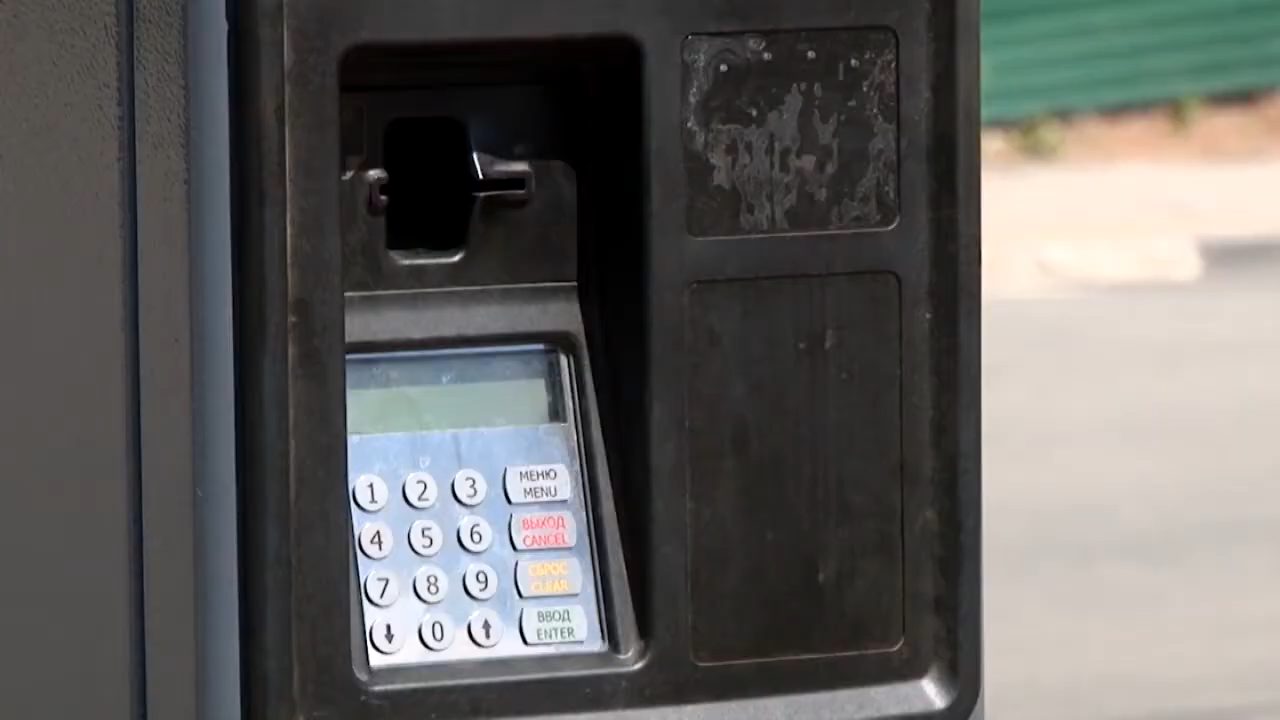 1 2 3 МЕНЮ
MENU
4 5 6 ВЫХОД
CANCEL
7 8 9 СБРОС
CLEAR
0 ВВОД
ENTER